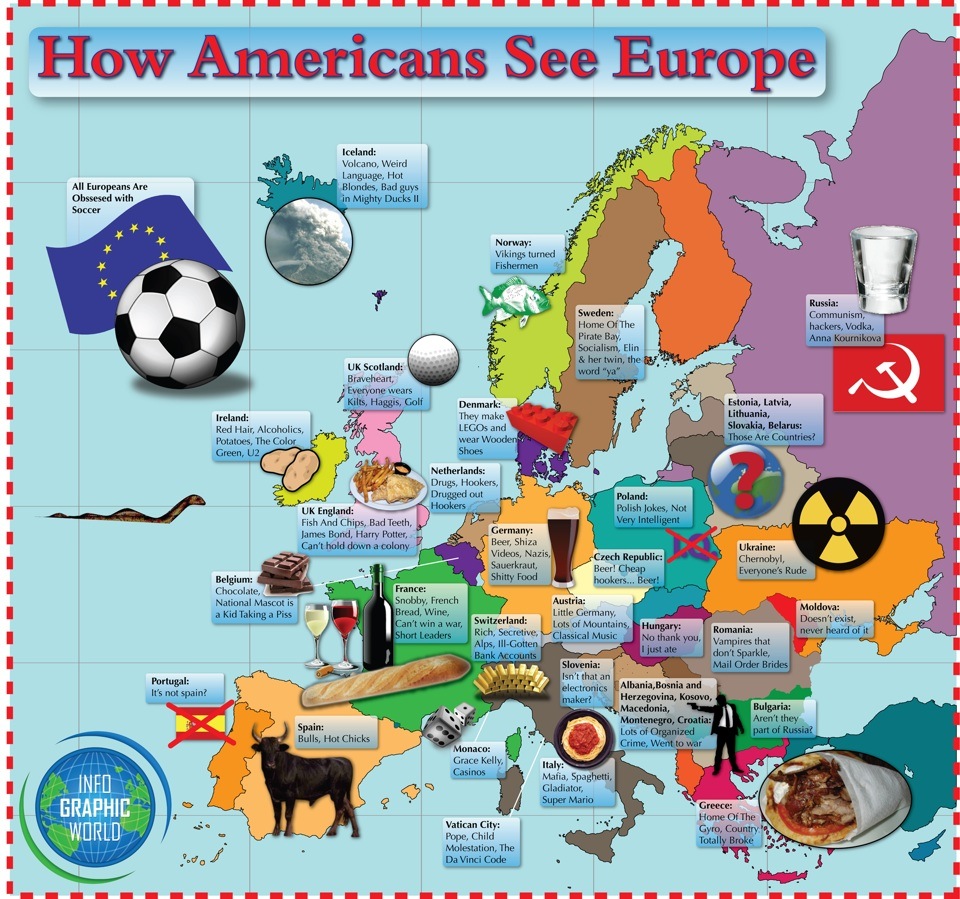 How Americans See Europe
All Europeans Are
Obssesed with
Soccer
Iceland:
Volcano, Weird
Language, Hot
Blondes, Bad guys
in Mighty Ducks II
Norway:
Vikings turned
Fishermen
Sweden:
Home Of The
Pirate Bay,
Socialism, Elin
& her twin, the
word "ya"
Russia:
Communism,
hackers, Vodka,
Anna Kournikova
UK Scotland:
Braveheart,
Everyone wears
Kilts, Haggis, Golf
Denmark:
They make
LEGOs and
wear Wooden
Shoes
Estonia, Latvia,
Lithuania,
Slovakia, Belarus:
Those Are Countries?
?
Ireland:
Red Hair, Alcoholics,
Potatoes, The Color
Green, U2
Netherlands:
Drugs, Hookers,
Drugged out
Hookers
UK England:
Fish And Chips, Bad Teeth,
James Bond, Harry Potter,
Can't hold down a colony
Germany:
Beer, Shiza
Videos, Nazis,
Sauerkraut,
Shitty Food
Poland:
Polish Jokes, Not
Very Intelligent
Czech Republic:
Beer! Cheap
hookers... Beer!
Ukraine:
Chernobyl,
Everyone's Rude
Belgium:
Chocolate,
National Mascot is
a Kid Taking a Piss
France:
Snobby, French
Bread, Wine,
Can't win a war,
Short Leaders
Switzerland:
Rich, Secretive,
Alps, Ill-Gotten
Bank Accounts
Austria:
Little Germany,
Lots of Mountains,
Classical Music
Hungary:
No thank you,
I just ate
Romania:
Vampires that
don't Sparkle,
Mail Order Brides
Moldova:
Doesn't exist,
never heard of it
Portugal:
It's not spain?
Spain:
Bulls, Hot Chicks
Slovenia:
Isn't that an
electronics
maker?
Albania,Bosnia and
Herzegovina, Kosovo,
Macedonia,
Montenegro, Croatia:
Lots of Organized
Crime, Went to war
Bulgaria:
Aren't they
part of Russia?
Monaco:
Grace Kelly,
Casinos
Italy:
Mafia, Spaghetti,
Gladiator,
Super Mario
Vatican City:
Pope, Child
Molestation, The
Da Vinci Code
Greece:
Home Of The
Gyro, Country
Totally Broke
INFO
GRAPHIC
WORLD